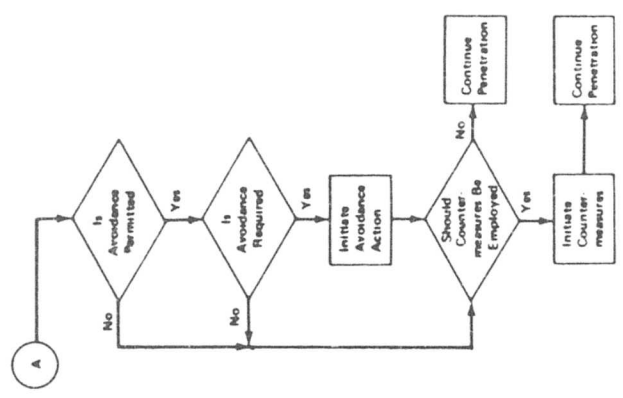 A
Is
Avoidance
Permitted
No
Yes
Is
Avoidance
Required
No
Yes
Initiate
Avoidance
Action
Should
Counter-
measures Be
Employed
No
Continue
Penetration
Yes
Initiate
Counter-
measures
Continue
Penetration